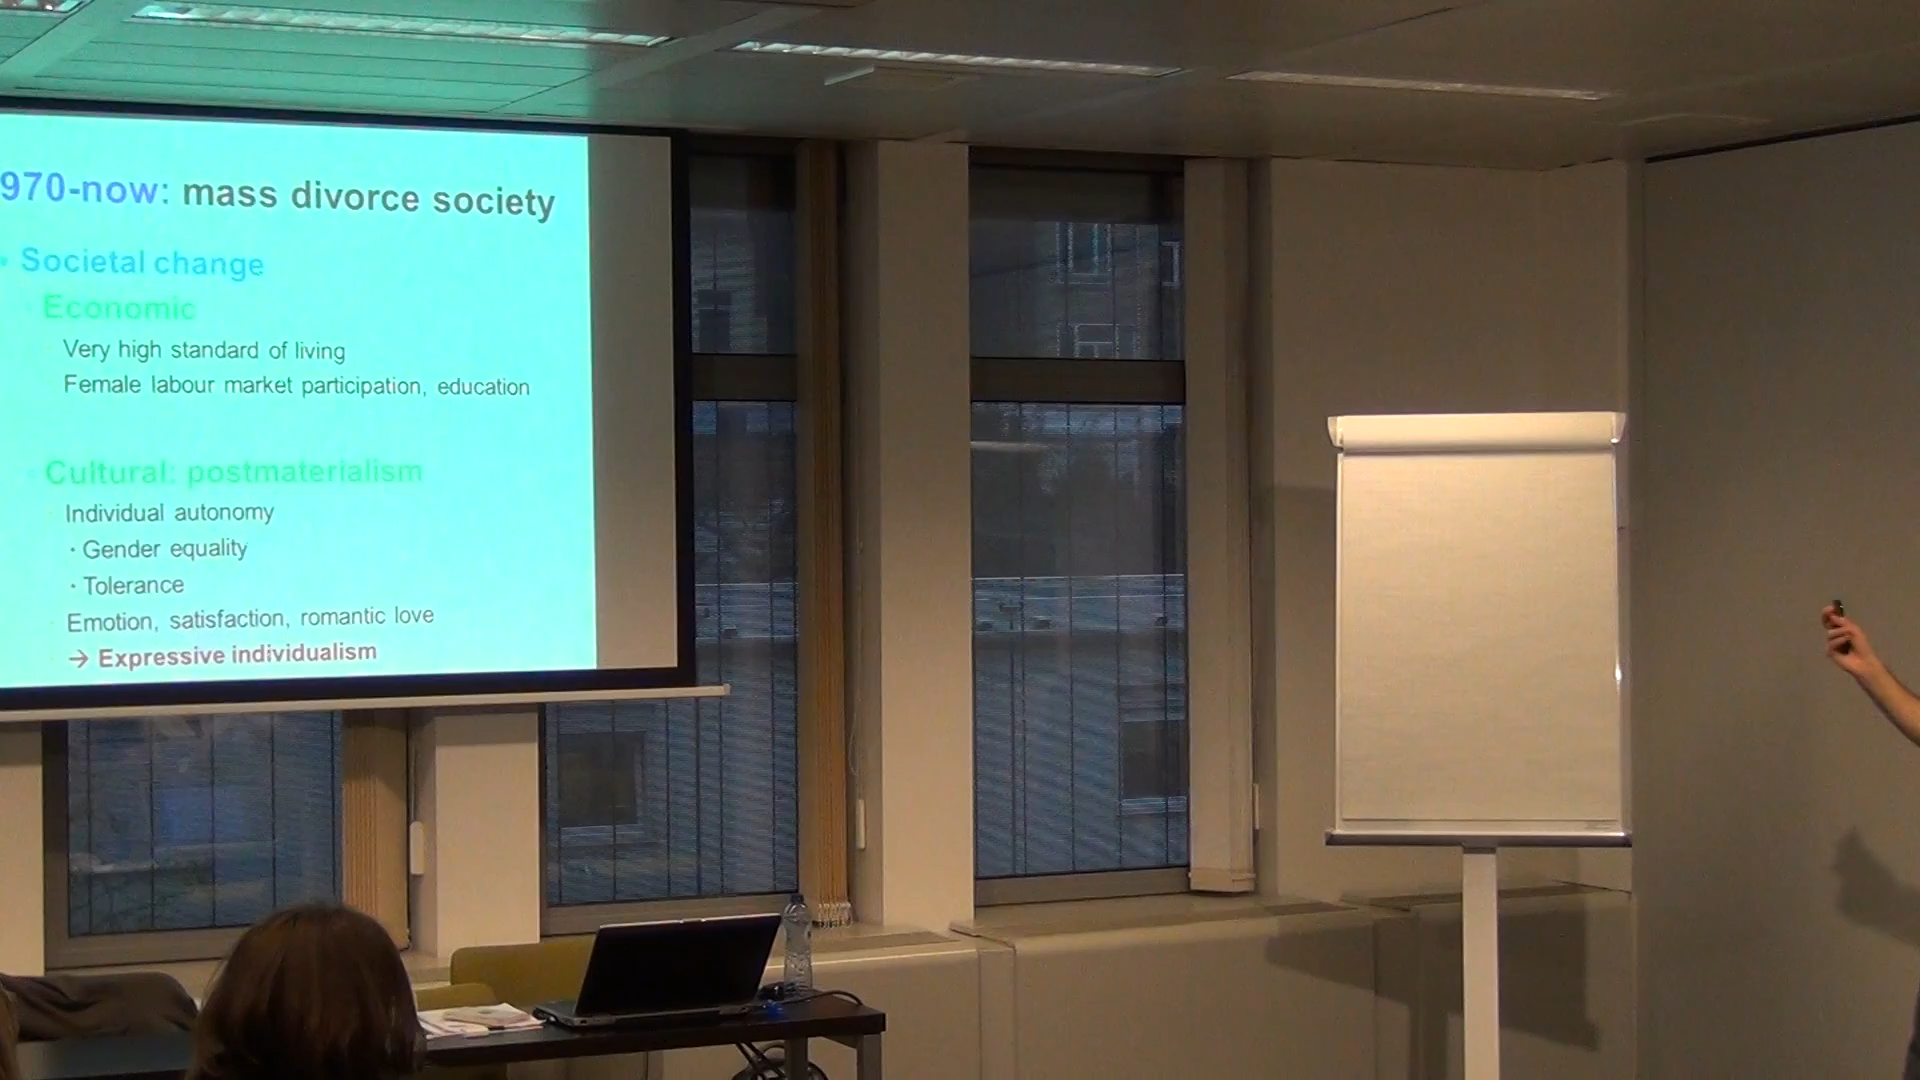 970-now: mass divorce society
• Societal change
Economic
Very high standard of living
Female labour market participation, education
Cultural: postmaterialism
Individual autonomy
· Gender equality
· Tolerance
Emotion, satisfaction, romantic love
→ Expressive individualism